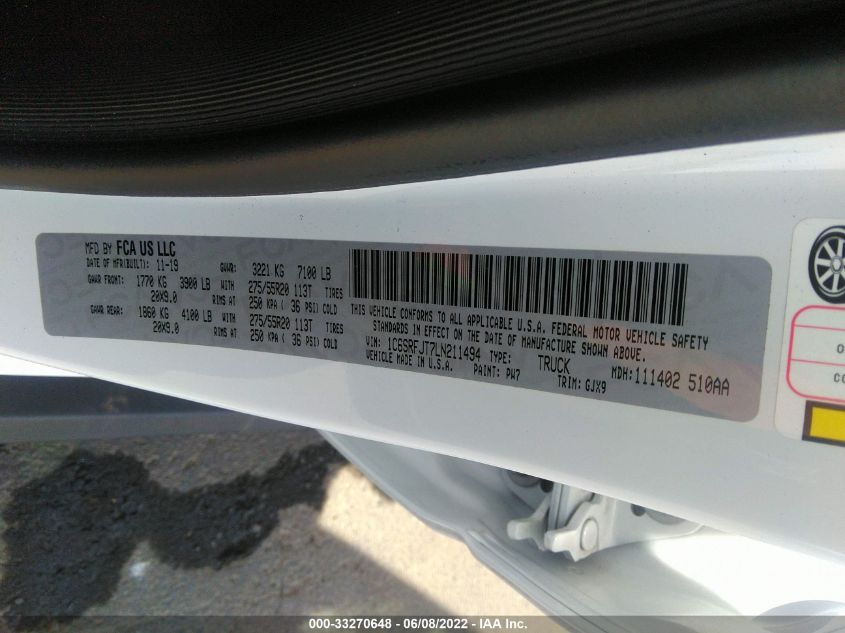 MFD BY FCA US LLC
DATE OF MFR(BUILT): 11-19 GVWR: 3221 KG 7100 LB
GAWR FRONT: 1770 KG 3900 LB WITH 275/55R20 113T TIRES
20X9.0 RIMS AT 250 KPA ( 36 PSI) COLD
GAWR REAR: 1860 KG 4100 LB WITH 275/55R20 113T TIRES
20X9.0 RIMS AT 250 KPA ( 36 PSI) COLD
THIS VEHICLE CONFORMS TO ALL APPLICABLE U.S.A. FEDERAL MOTOR VEHICLE SAFETY
STANDARDS IN EFFECT ON THE DATE OF MANUFACTURE SHOWN ABOVE.
VIN: 1C6SRFJT7LN211494 TYPE: TRUCK MDH: 111402 510AA
VEHICLE MADE IN U.S.A. PAINT: PW7 TRIM: GJX9
000-33270648 - 06/08/2022 - IAA Inc.